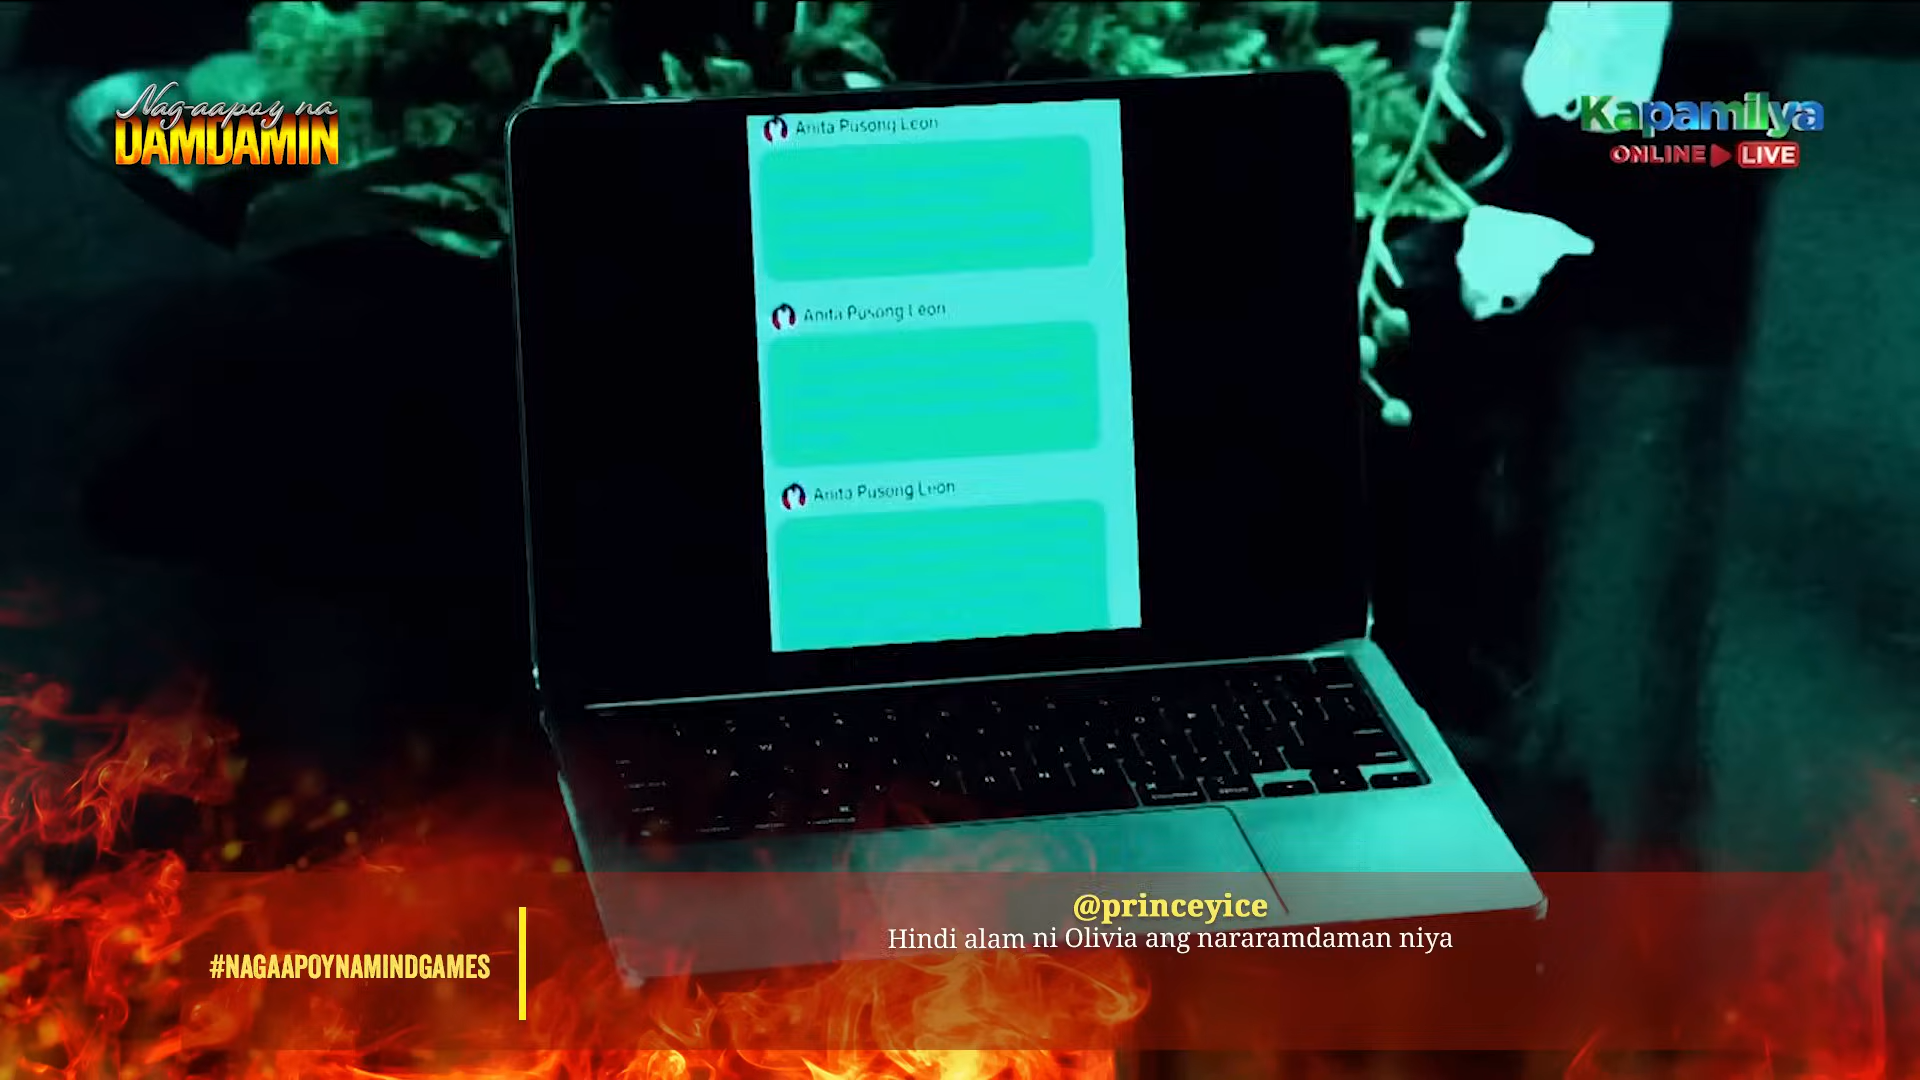 Nag-aapoy na
DAMDAMIN
Kapamilya
ONLINE LIVE
Anita Pusong Leon
Anita Pusong Leon
Anita Pusong Leon
@princeyice
Hindi alam ni Olivia ang nararamdaman niya
#NAGAAPOYNAMINDGAMES